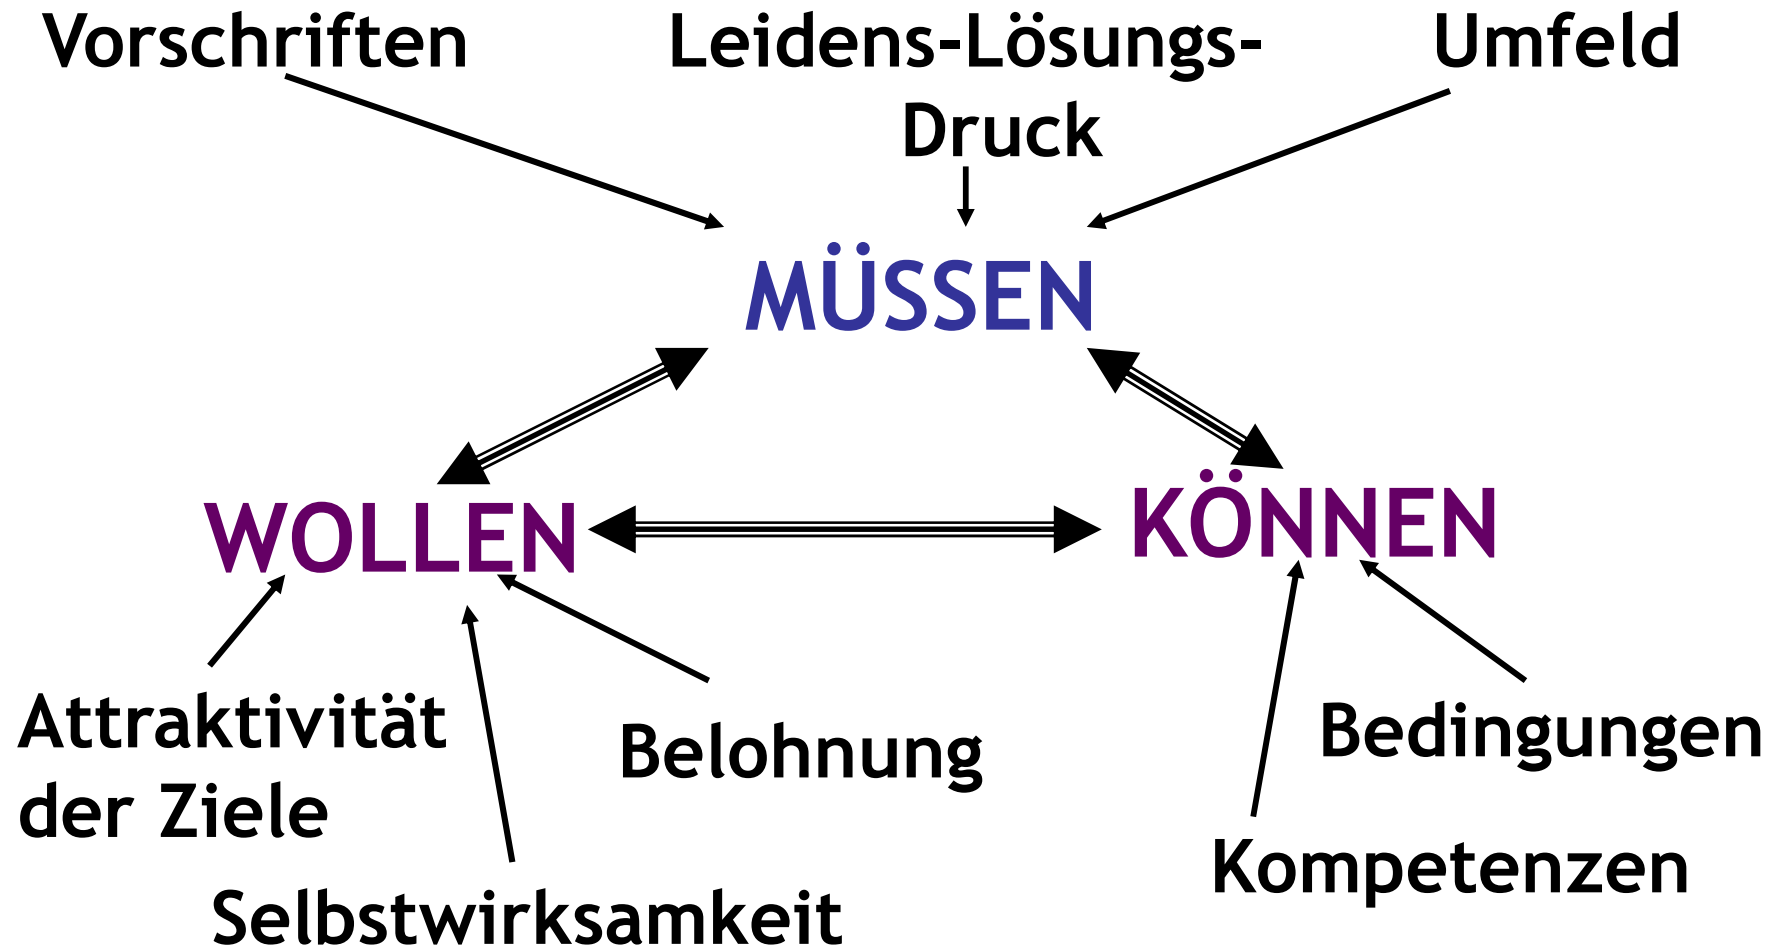 Vorschriften
Leidens-Lösungs-
Druck
Umfeld
MÜSSEN
WOLLEN
KÖNNEN
Attraktivität
der Ziele
Belohnung
Selbstwirksamkeit
Bedingungen
Kompetenzen